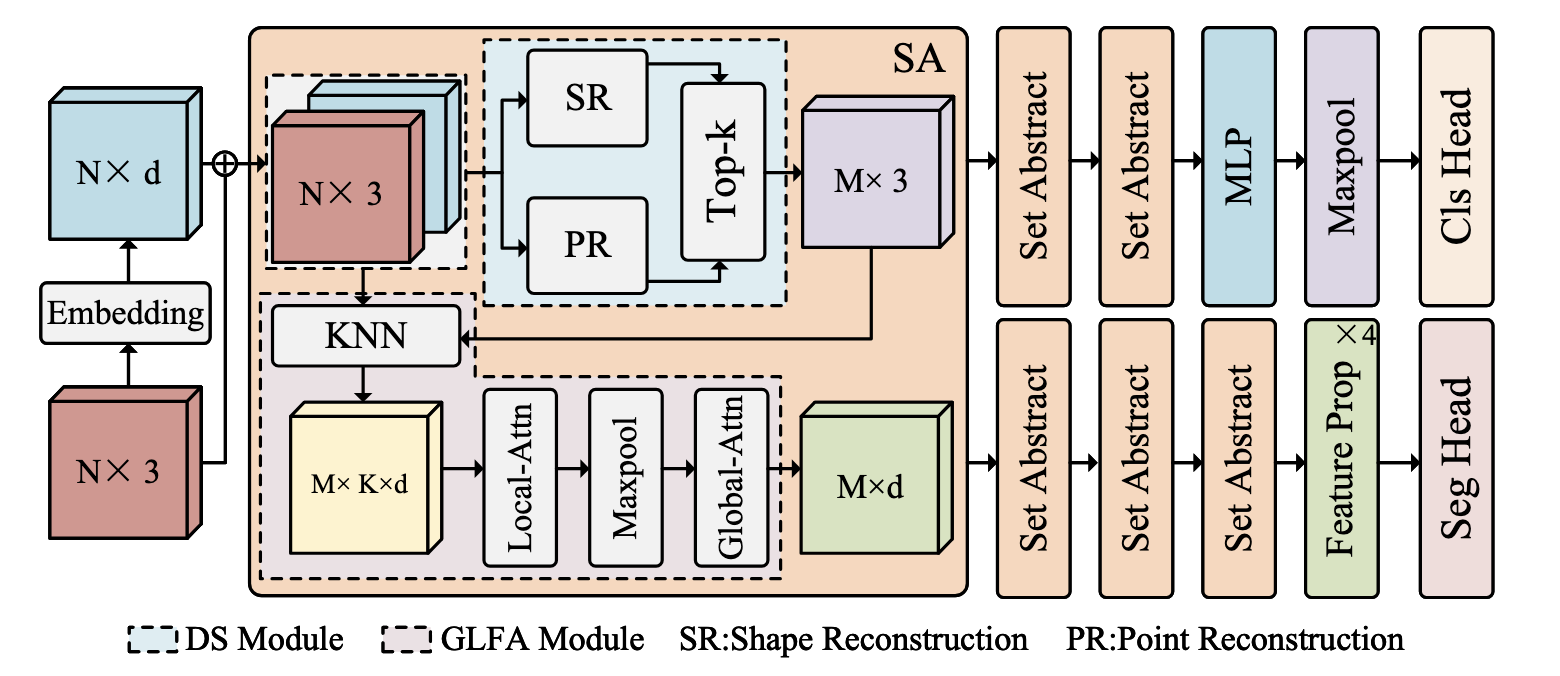 N× d
Embedding
N× 3
SA
N× 3
SR
PR
Top-k
M× 3
KNN
M× K×d
Local-Attn
Maxpool
Global-Attn
M×d
Set Abstract
Set Abstract
MLP
Maxpool
Cls Head
Set Abstract
Set Abstract
Set Abstract
Feature Prop
×4
Seg Head
DS Module
GLFA Module
SR:Shape Reconstruction
PR:Point Reconstruction